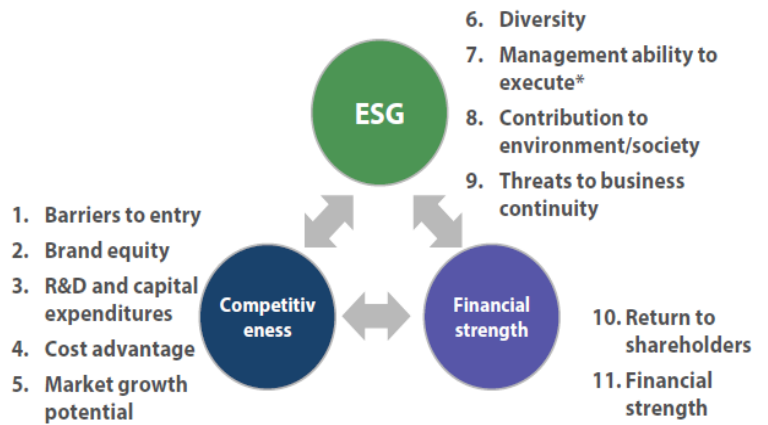 6. Diversity
7. Management ability to
execute*
8. Contribution to
environment/society
9. Threats to business
continuity
ESG
1. Barriers to entry
2. Brand equity
3. R&D and capital
expenditures
4. Cost advantage
5. Market growth
potential
Competitiv
eness
Financial
strength
10. Return to
shareholders
11. Financial
strength